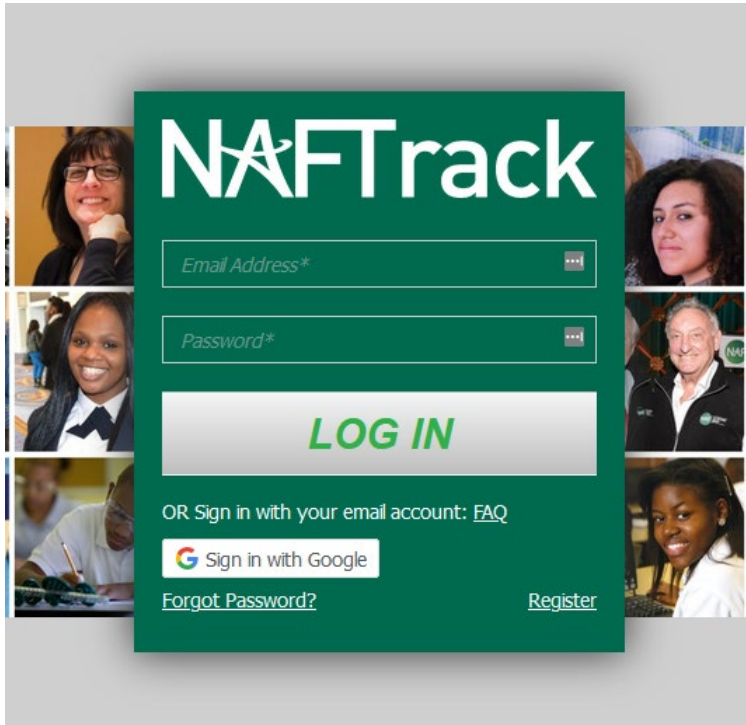 NAFTrack
Email Address*
Password*
LOG IN
OR Sign in with your email account: FAQ
Sign in with Google
Forgot Password? Register
NAF